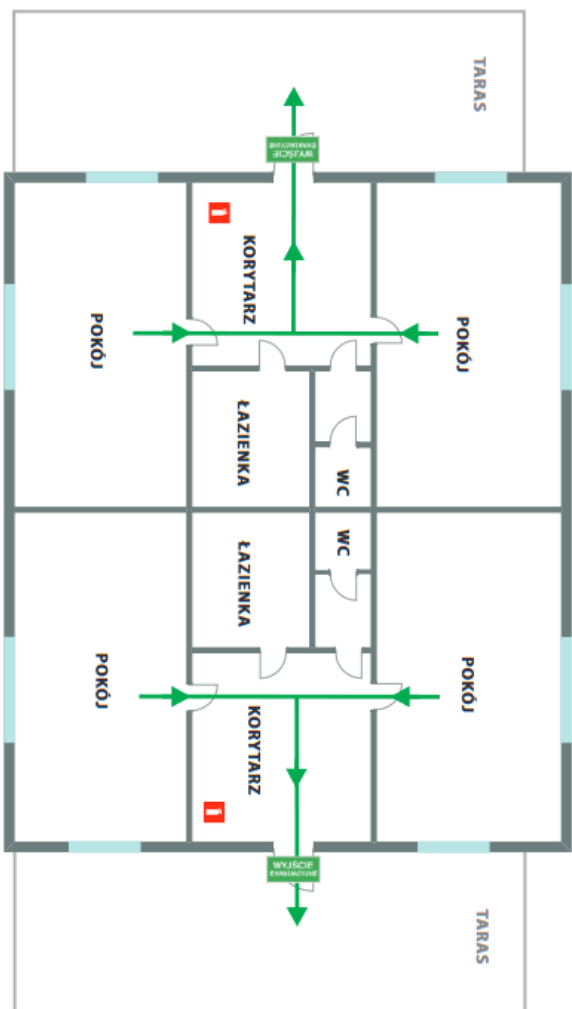 TARAS
WYJŚCIE
EWAKUACYJNE
KORYTARZ
POKÓJ
POKÓJ
ŁAZIENKA
WC
ŁAZIENKA
WC
POKÓJ
POKÓJ
KORYTARZ
WYJŚCIE
EWAKUACYJNE
TARAS